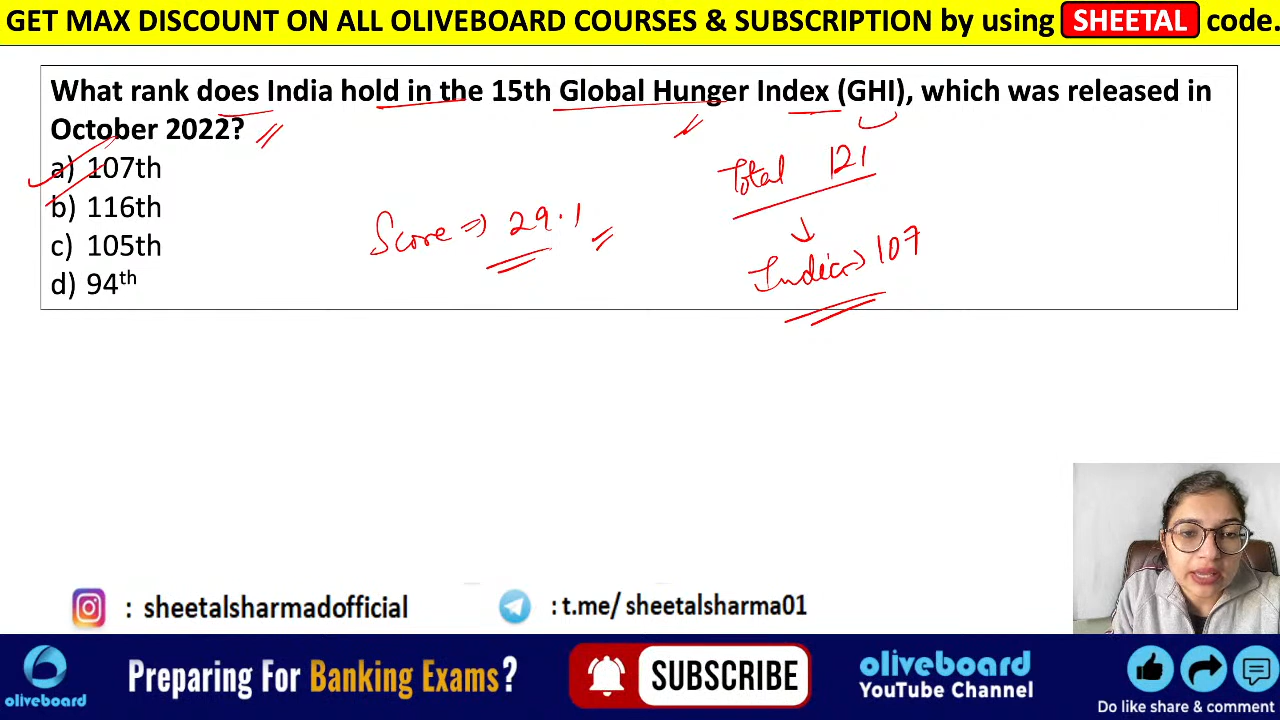 GET MAX DISCOUNT ON ALL OLIVEBOARD COURSES & SUBSCRIPTION by using SHEETAL code.
What rank does India hold in the 15th Global Hunger Index (GHI), which was released in
October 2022?
a) 107th
b) 116th
c) 105th
d) 94th
Total 121
Score => 29.1
India => 107
: sheetalsharmadofficial
: t.me/ sheetalsharma01
oliveboard
Preparing For Banking Exams?
SUBSCRIBE
oliveboard
YouTube Channel
Do like share & comment